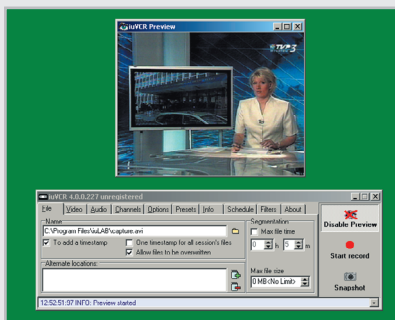 iuVCR Preview
TVP3
iuVCR 4.0.0.227 unregistered
File Video Audio Channels Options Presets Info Schedule Filters About
Name
C:\Program Files\iuLAB\capture.avi
To add a timestamp
One timestamp for all session's files
Allow files to be overwritten
Alternate locations:
Segmentation
Max file time
0 h 5 m
Max file size
0 MB<No Limit>
Disable Preview
Start record
Snapshot
12:52:51:07 INFO: Preview started